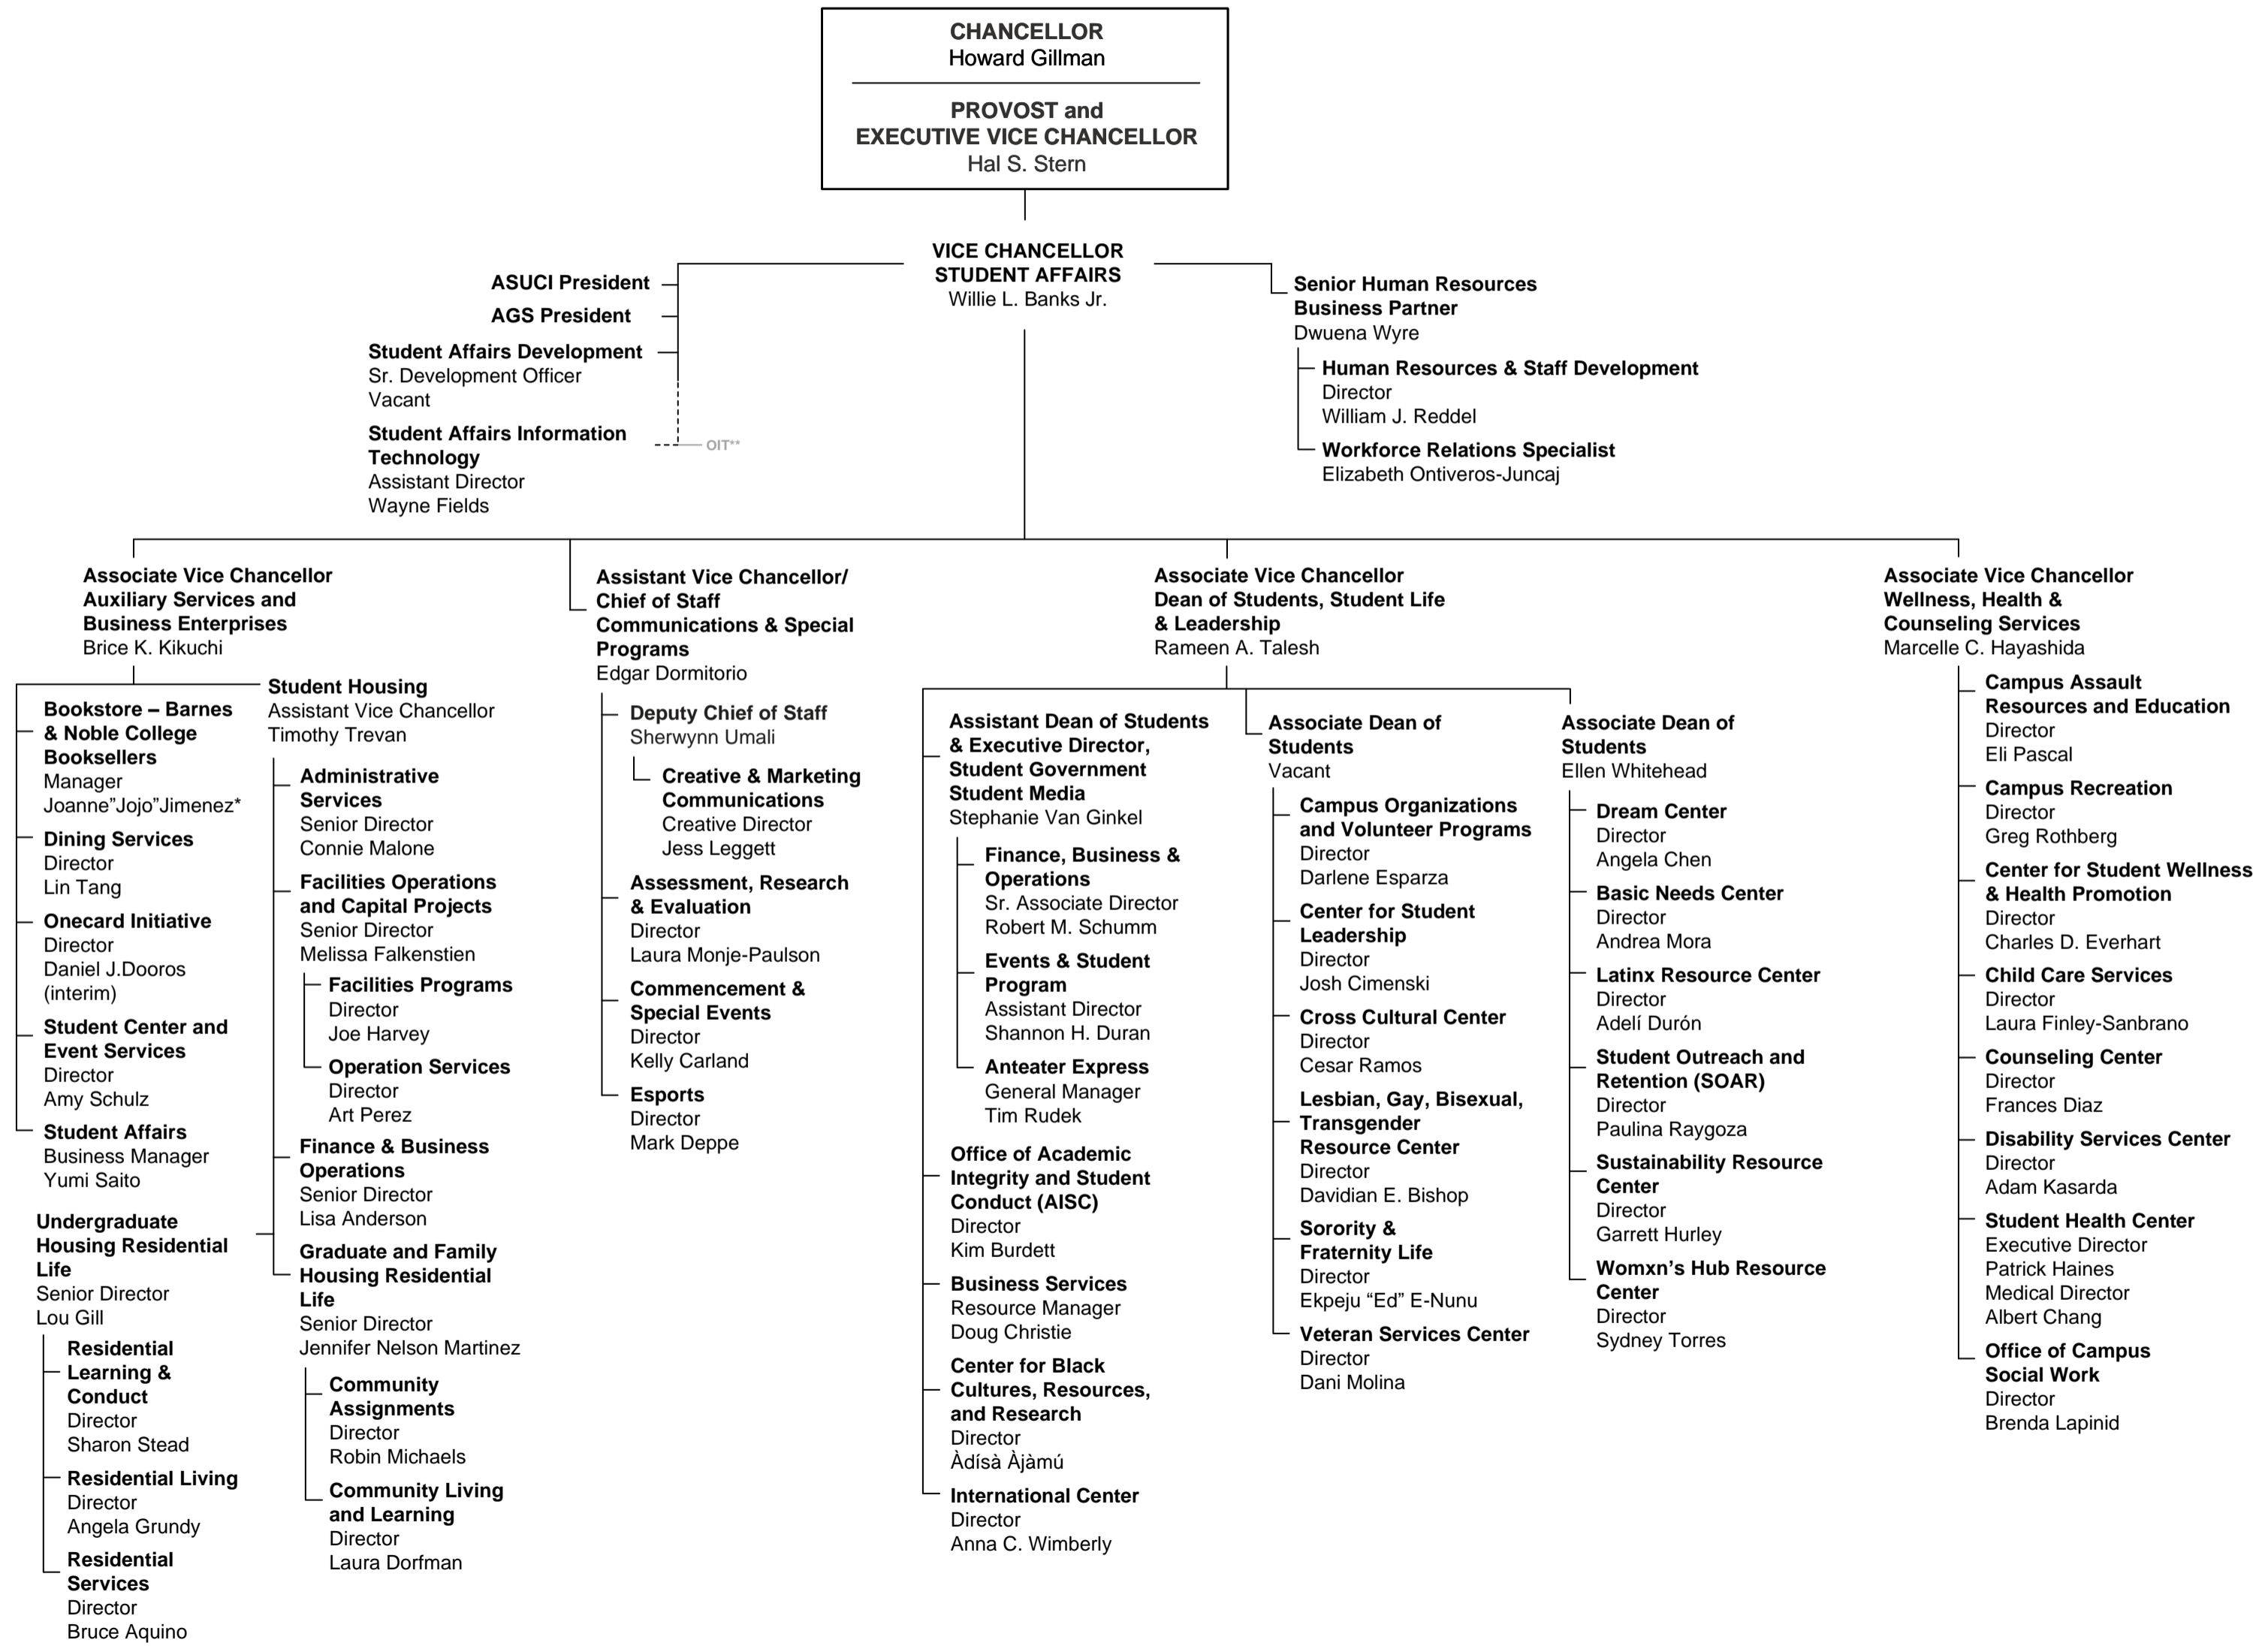 CHANCELLOR
Howard Gillman
PROVOST and
EXECUTIVE VICE CHANCELLOR
Hal S. Stern
VICE CHANCELLOR
STUDENT AFFAIRS
Willie L. Banks Jr.
ASUCI President
AGS President
Student Affairs Development
Sr. Development Officer
Vacant
Student Affairs Information
Technology
Assistant Director
Wayne Fields
OIT**
Senior Human Resources
Business Partner
Dwuena Wyre
Human Resources & Staff Development
Director
William J. Reddel
Workforce Relations Specialist
Elizabeth Ontiveros-Juncaj
Associate Vice Chancellor
Auxiliary Services and
Business Enterprises
Brice K. Kikuchi
Bookstore – Barnes
& Noble College
Booksellers
Manager
Joanne”Jojo”Jimenez*
Dining Services
Director
Lin Tang
Onecard Initiative
Director
Daniel J.Dooros
(interim)
Student Center and
Event Services
Director
Amy Schulz
Student Affairs
Business Manager
Yumi Saito
Student Housing
Assistant Vice Chancellor
Timothy Trevan
Administrative
Services
Senior Director
Connie Malone
Facilities Operations
and Capital Projects
Senior Director
Melissa Falkenstien
Facilities Programs
Director
Joe Harvey
Operation Services
Director
Art Perez
Finance & Business
Operations
Senior Director
Lisa Anderson
Undergraduate
Housing Residential
Life
Senior Director
Lou Gill
Residential
Learning &
Conduct
Director
Sharon Stead
Residential Living
Director
Angela Grundy
Residential
Services
Director
Bruce Aquino
Graduate and Family
Housing Residential
Life
Senior Director
Jennifer Nelson Martinez
Community
Assignments
Director
Robin Michaels
Community Living
and Learning
Director
Laura Dorfman
Assistant Vice Chancellor/
Chief of Staff
Communications & Special
Programs
Edgar Dormitorio
Deputy Chief of Staff
Sherwynn Umali
Creative & Marketing
Communications
Creative Director
Jess Leggett
Assessment, Research
& Evaluation
Director
Laura Monje-Paulson
Commencement &
Special Events
Director
Kelly Carland
Esports
Director
Mark Deppe
Associate Vice Chancellor
Dean of Students, Student Life
& Leadership
Rameen A. Talesh
Assistant Dean of Students
& Executive Director,
Student Government
Student Media
Stephanie Van Ginkel
Finance, Business &
Operations
Sr. Associate Director
Robert M. Schumm
Events & Student
Program
Assistant Director
Shannon H. Duran
Anteater Express
General Manager
Tim Rudek
Office of Academic
Integrity and Student
Conduct (AISC)
Director
Kim Burdett
Business Services
Resource Manager
Doug Christie
Center for Black
Cultures, Resources,
and Research
Director
Àdísà Àjàmú
International Center
Director
Anna C. Wimberly
Associate Dean of
Students
Vacant
Campus Organizations
and Volunteer Programs
Director
Darlene Esparza
Center for Student
Leadership
Director
Josh Cimenski
Cross Cultural Center
Director
Cesar Ramos
Lesbian, Gay, Bisexual,
Transgender
Resource Center
Director
Davidian E. Bishop
Sorority &
Fraternity Life
Director
Ekpeju “Ed” E-Nunu
Veteran Services Center
Director
Dani Molina
Associate Dean of
Students
Ellen Whitehead
Dream Center
Director
Angela Chen
Basic Needs Center
Director
Andrea Mora
Latinx Resource Center
Director
Adelí Durón
Student Outreach and
Retention (SOAR)
Director
Paulina Raygoza
Sustainability Resource
Center
Director
Garrett Hurley
Womxn’s Hub Resource
Center
Director
Sydney Torres
Associate Vice Chancellor
Wellness, Health &
Counseling Services
Marcelle C. Hayashida
Campus Assault
Resources and Education
Director
Eli Pascal
Campus Recreation
Director
Greg Rothberg
Center for Student Wellness
& Health Promotion
Director
Charles D. Everhart
Child Care Services
Director
Laura Finley-Sanbrano
Counseling Center
Director
Frances Diaz
Disability Services Center
Director
Adam Kasarda
Student Health Center
Executive Director
Patrick Haines
Medical Director
Albert Chang
Office of Campus
Social Work
Director
Brenda Lapinid